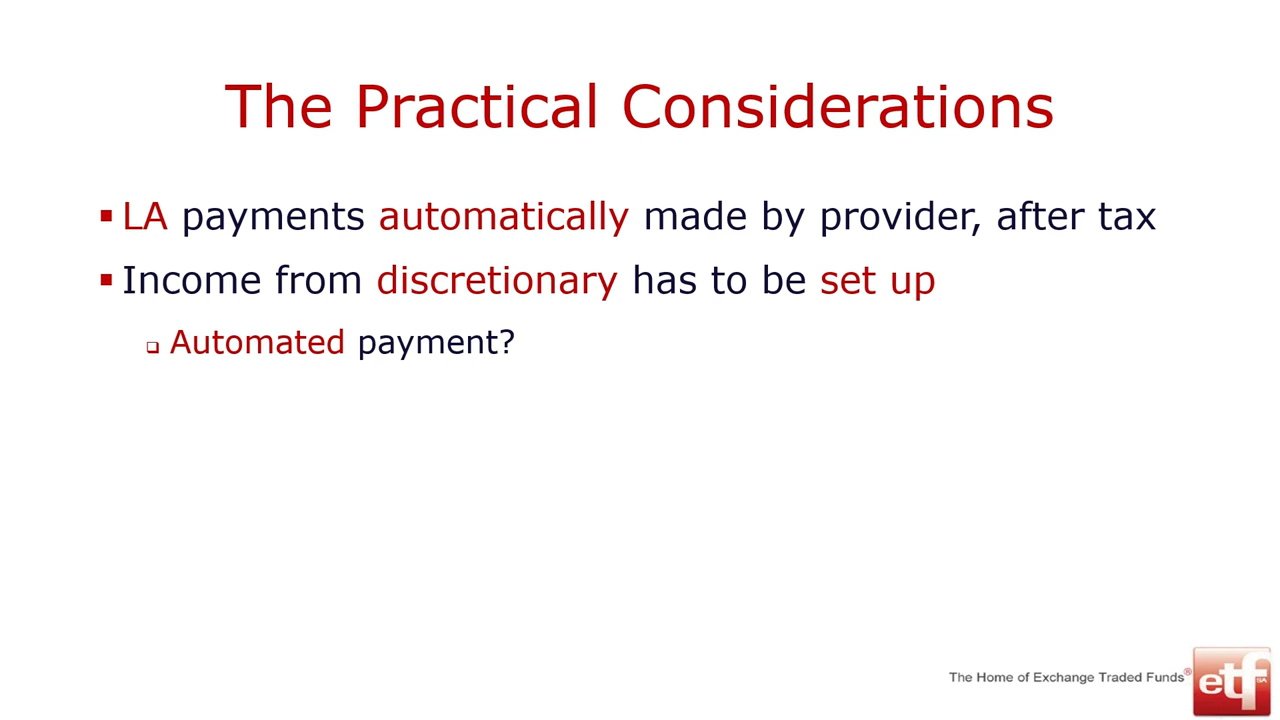 The Practical Considerations
▪ LA payments automatically made by provider, after tax
▪ Income from discretionary has to be set up
❑ Automated payment?
The Home of Exchange Traded Funds®
etf
SA